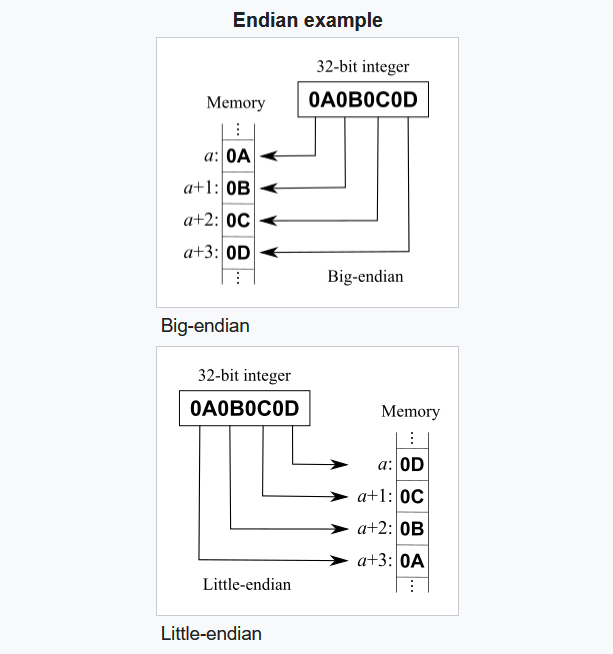 Endian example
32-bit integer
0A0B0C0D
Memory
⋮
a: 0A
a+1: 0B
a+2: 0C
a+3: 0D
⋮
Big-endian
Big-endian
32-bit integer
0A0B0C0D
Memory
⋮
a: 0D
a+1: 0C
a+2: 0B
a+3: 0A
Little-endian
⋮
Little-endian